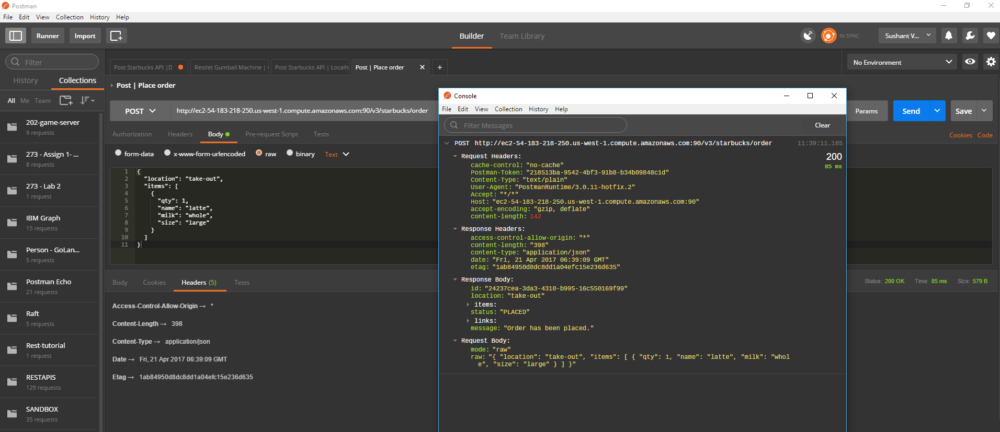 Postman
File Edit View Collection History Help
Runner Import Builder Team Library IN SYNC Sushant V...
Filter
History Collections
All Me Team
202-game-server
9 requests
273 - Assign 1- ...
8 requests
273 - Lab 2
1 request
IBM Graph
15 requests
Person - GoLan...
5 requests
Postman Echo
21 requests
Raft
5 requests
Rest-tutorial
1 request
RESTAPIS
129 requests
SANDBOX
35 requests
Post Starbucks API |D Restlet Gumball Machine | Post Starbucks API | Localh Post | Place order ✕ +
No Environment
Post | Place order
POST http://ec2-54-183-218-250.us-west-1.compute.amazonaws.com:90/v3/starbucks/order Params Send Save
Authorization Headers Body Pre-request Script Tests
Cookies Code
form-data x-www-form-urlencoded raw binary Text
1 {
2 "location": "take-out",
3 "items": [
4 {
5 "qty": 1,
6 "name": "latte",
7 "milk": "whole",
8 "size": "large"
9 }
10 ]
11 }
Body Cookies Headers (5) Tests
Status: 200 OK Time: 85 ms Size: 579 B
Access-Control-Allow-Origin → *
Content-Length → 398
Content-Type → application/json
Date → Fri, 21 Apr 2017 06:39:09 GMT
Etag → 1ab84950d8dc8dd1a04efc15e236d635
Console
File Edit View Collection History Help
Filter Messages Clear
POST http://ec2-54-183-218-250.us-west-1.compute.amazonaws.com:90/v3/starbucks/order 11:39:11.185
200
85 ms
Request Headers:
cache-control: "no-cache"
Postman-Token: "218513ba-9542-4bf3-91b8-b34b09848c1d"
Content-Type: "text/plain"
User-Agent: "PostmanRuntime/3.0.11-hotfix.2"
Accept: "*/*"
Host: "ec2-54-183-218-250.us-west-1.compute.amazonaws.com:90"
accept-encoding: "gzip, deflate"
content-length: 142
Response Headers:
access-control-allow-origin: "*"
content-length: "398"
content-type: "application/json"
date: "Fri, 21 Apr 2017 06:39:09 GMT"
etag: "1ab84950d8dc8dd1a04efc15e236d635"
Response Body:
id: "24237cea-3da3-4310-b995-16c550169f99"
location: "take-out"
items:
status: "PLACED"
links:
message: "Order has been placed."
Request Body:
mode: "raw"
raw: "{ "location": "take-out", "items": [ { "qty": 1, "name": "latte", "milk": "whol
e", "size": "large" } ] }"